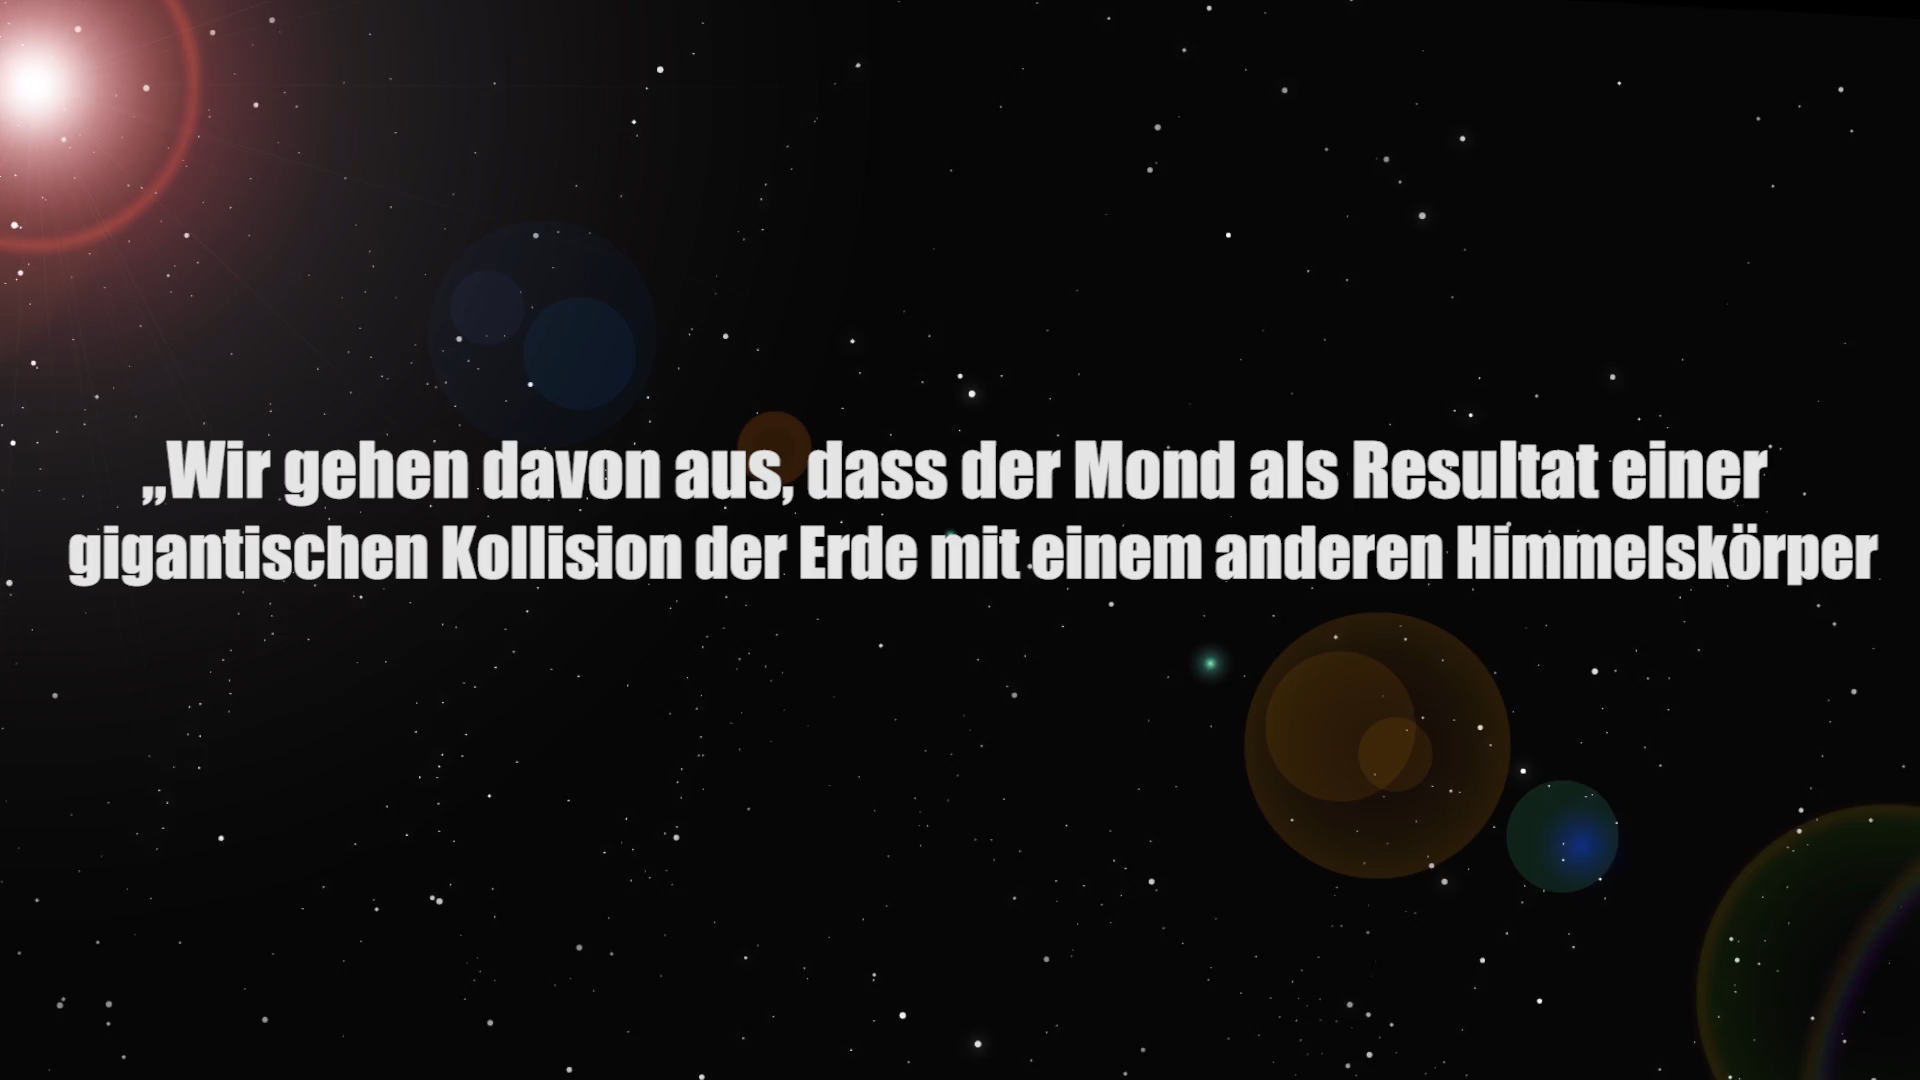 „Wir gehen davon aus, dass der Mond als Resultat einer
gigantischen Kollision der Erde mit einem anderen Himmelskörper